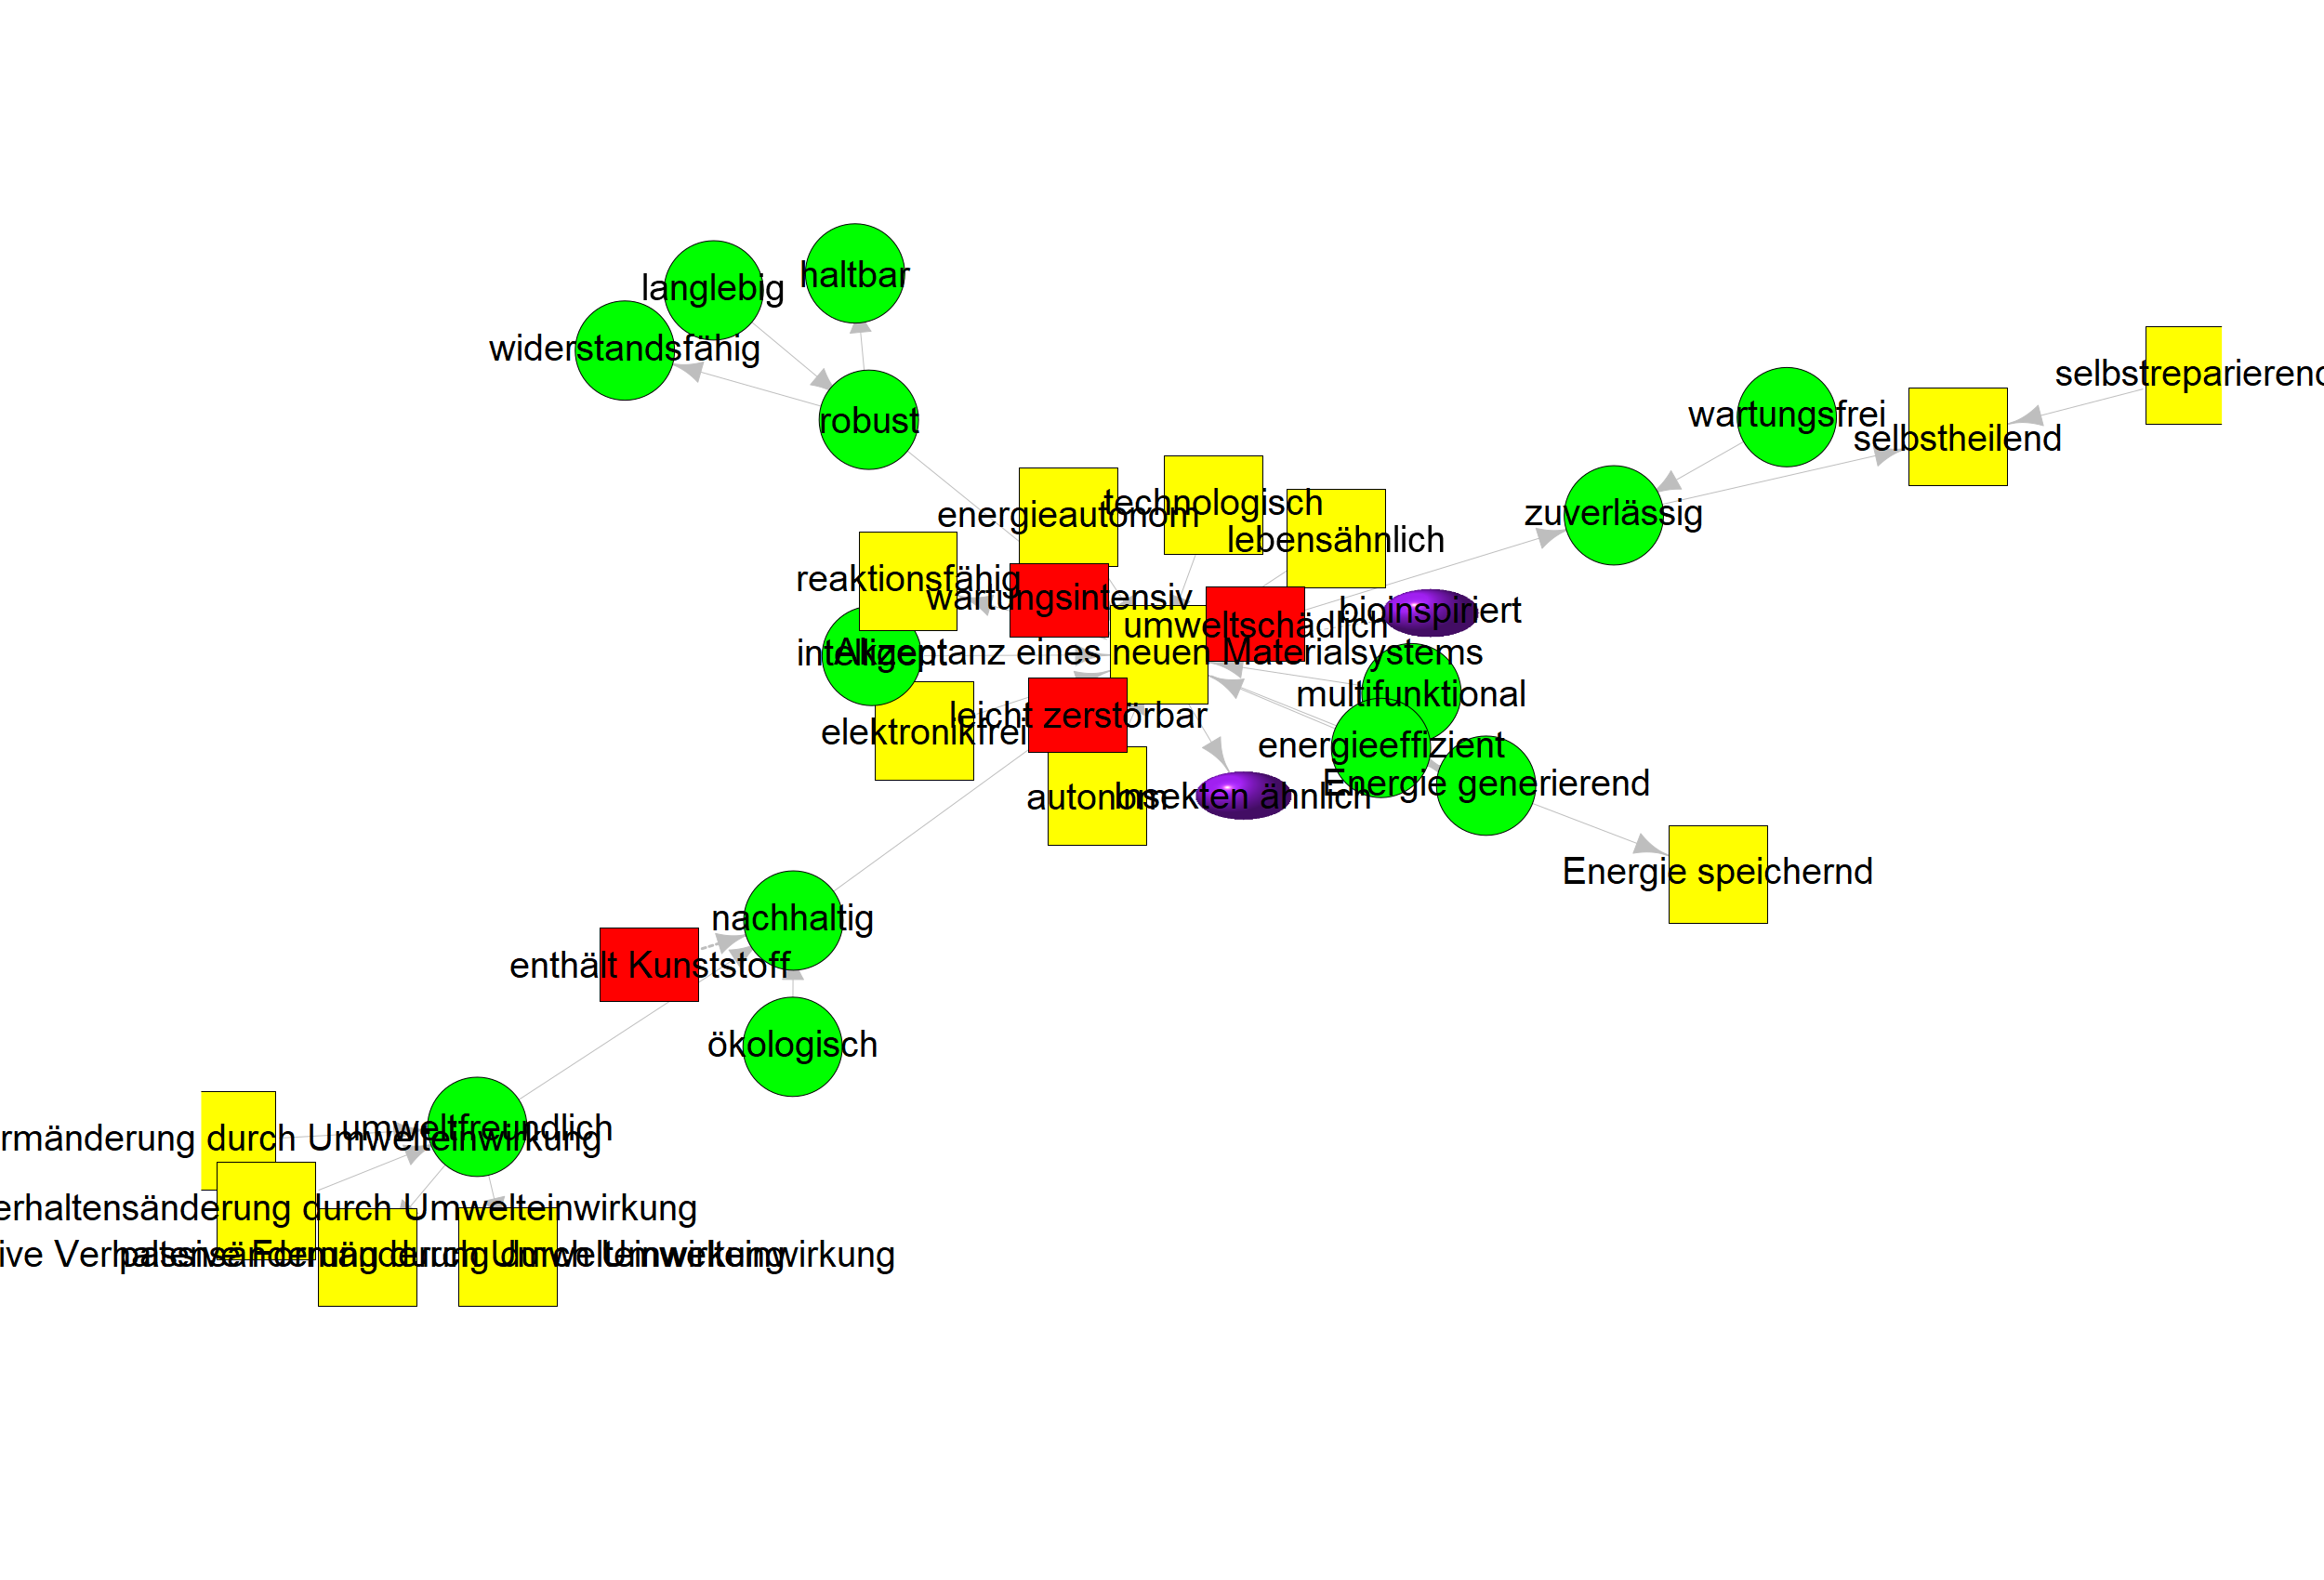 haltbar
langlebig
widerstandsfähig
selbstreparierend
robust
wartungsfrei
selbstheilend
technologisch
energieautonom
zuverlässig
lebensähnlich
reaktionsfähig
wartungsintensiv
bioinspiriert
umweltschädlich
intelligent
Akzeptanz eines neuen Materialsystems
multifunktional
leicht zerstörbar
elektronikfrei
energieeffizient
Energie generierend
autonom
Insekten ähnlich
Energie speichernd
nachhaltig
enthält Kunststoff
ökologisch
umweltfreundlich
rmänderung durch Umwelteinwirkung
erhaltensänderung durch Umwelteinwirkung
ive Verhaltensänderung durch Umwelteinwirkung
passive Formänderung durch Umwelteinwirkung